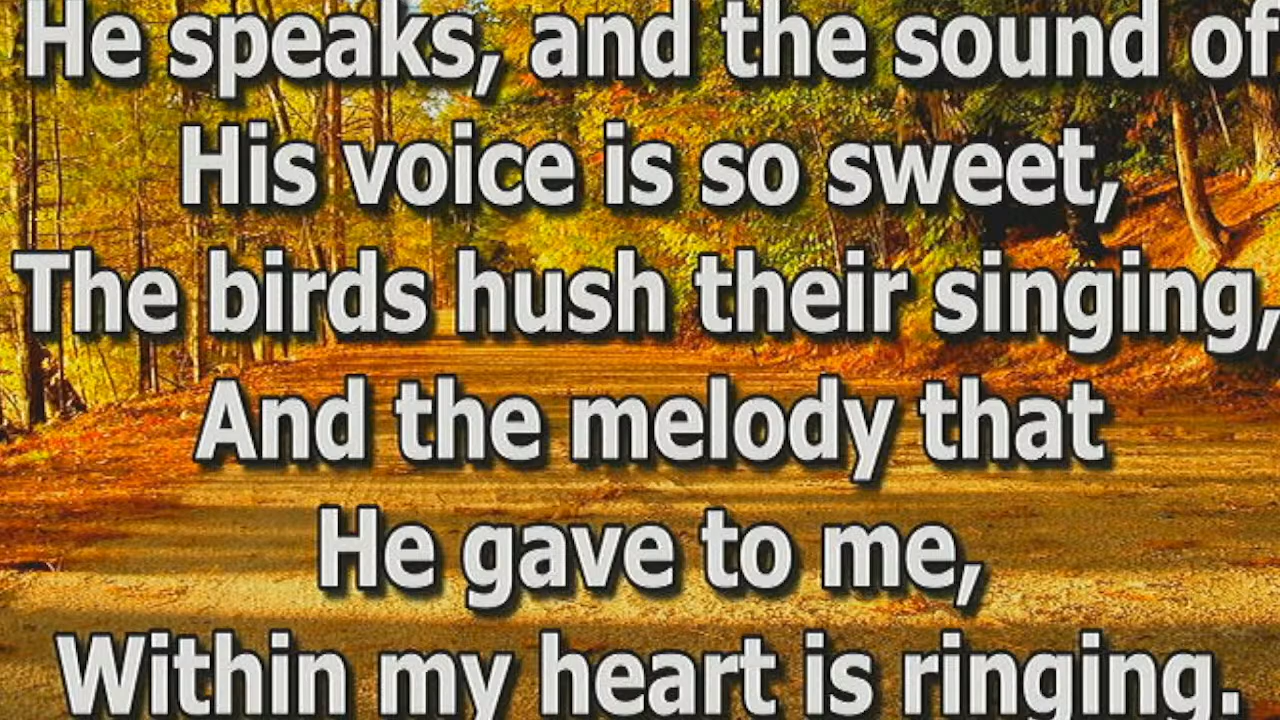 He speaks, and the sound of
His voice is so sweet,
The birds hush their singing,
And the melody that
He gave to me,
Within my heart is ringing.